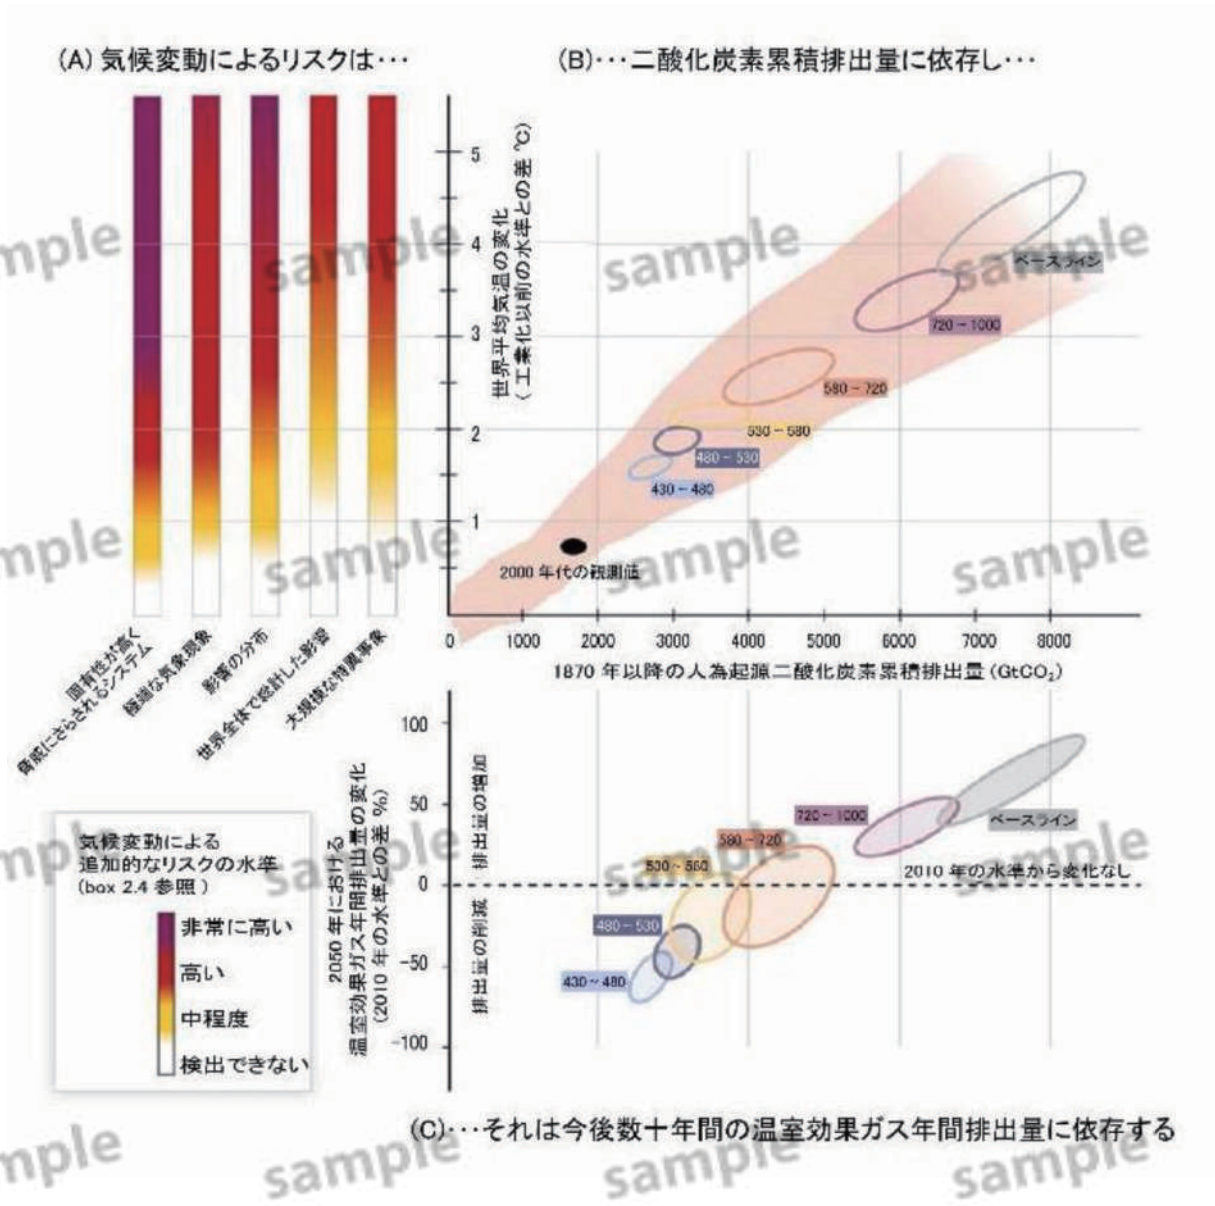 (A) 気候変動によるリスクは･･･
(B)･･･二酸化炭素累積排出量に依存し･･･
世界平均気温の変化
(工業化以前の水準との差 ℃)
5
4
3
2
1
ベースライン
720 − 1000
580 − 720
530 − 580
480 − 530
430 − 480
2000 年代の観測値
0 1000 2000 3000 4000 5000 6000 7000 8000
1870 年以降の人為起源二酸化炭素累積排出量 (GtCO₂)
固有性が高く
脅威にさらされるシステム
極端な気象現象
影響の分布
世界全体で総計した影響
大規模な特異事象
気候変動による
追加的なリスクの水準
(box 2.4 参照 )
非常に高い
高い
中程度
検出できない
2050 年における
温室効果ガス年間排出量の変化
(2010 年の水準との差 %)
100
50
0
-50
-100
排出量の増加
排出量の削減
720 − 1000
ベースライン
580 − 720
2010 年の水準から変化なし
480 − 530
430 ~ 480
(C)･･･それは今後数十年間の温室効果ガス年間排出量に依存する
mple
sample
sample
sample
mple
sample
sample
sample
mple
sample
sample
sample
mple
sample
sample
sample